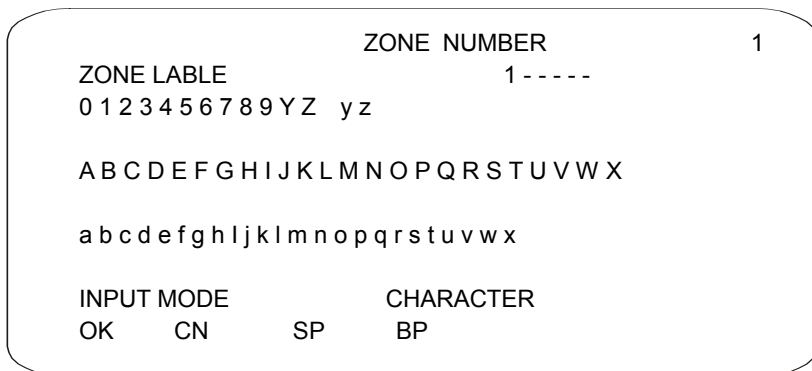 ZONE NUMBER 1
ZONE LABLE 1 - - - - -
0 1 2 3 4 5 6 7 8 9 Y Z y z
A B C D E F G H I J K L M N O P Q R S T U V W X
a b c d e f g h I j k l m n o p q r s t u v w x
INPUT MODE CHARACTER
OK CN SP BP